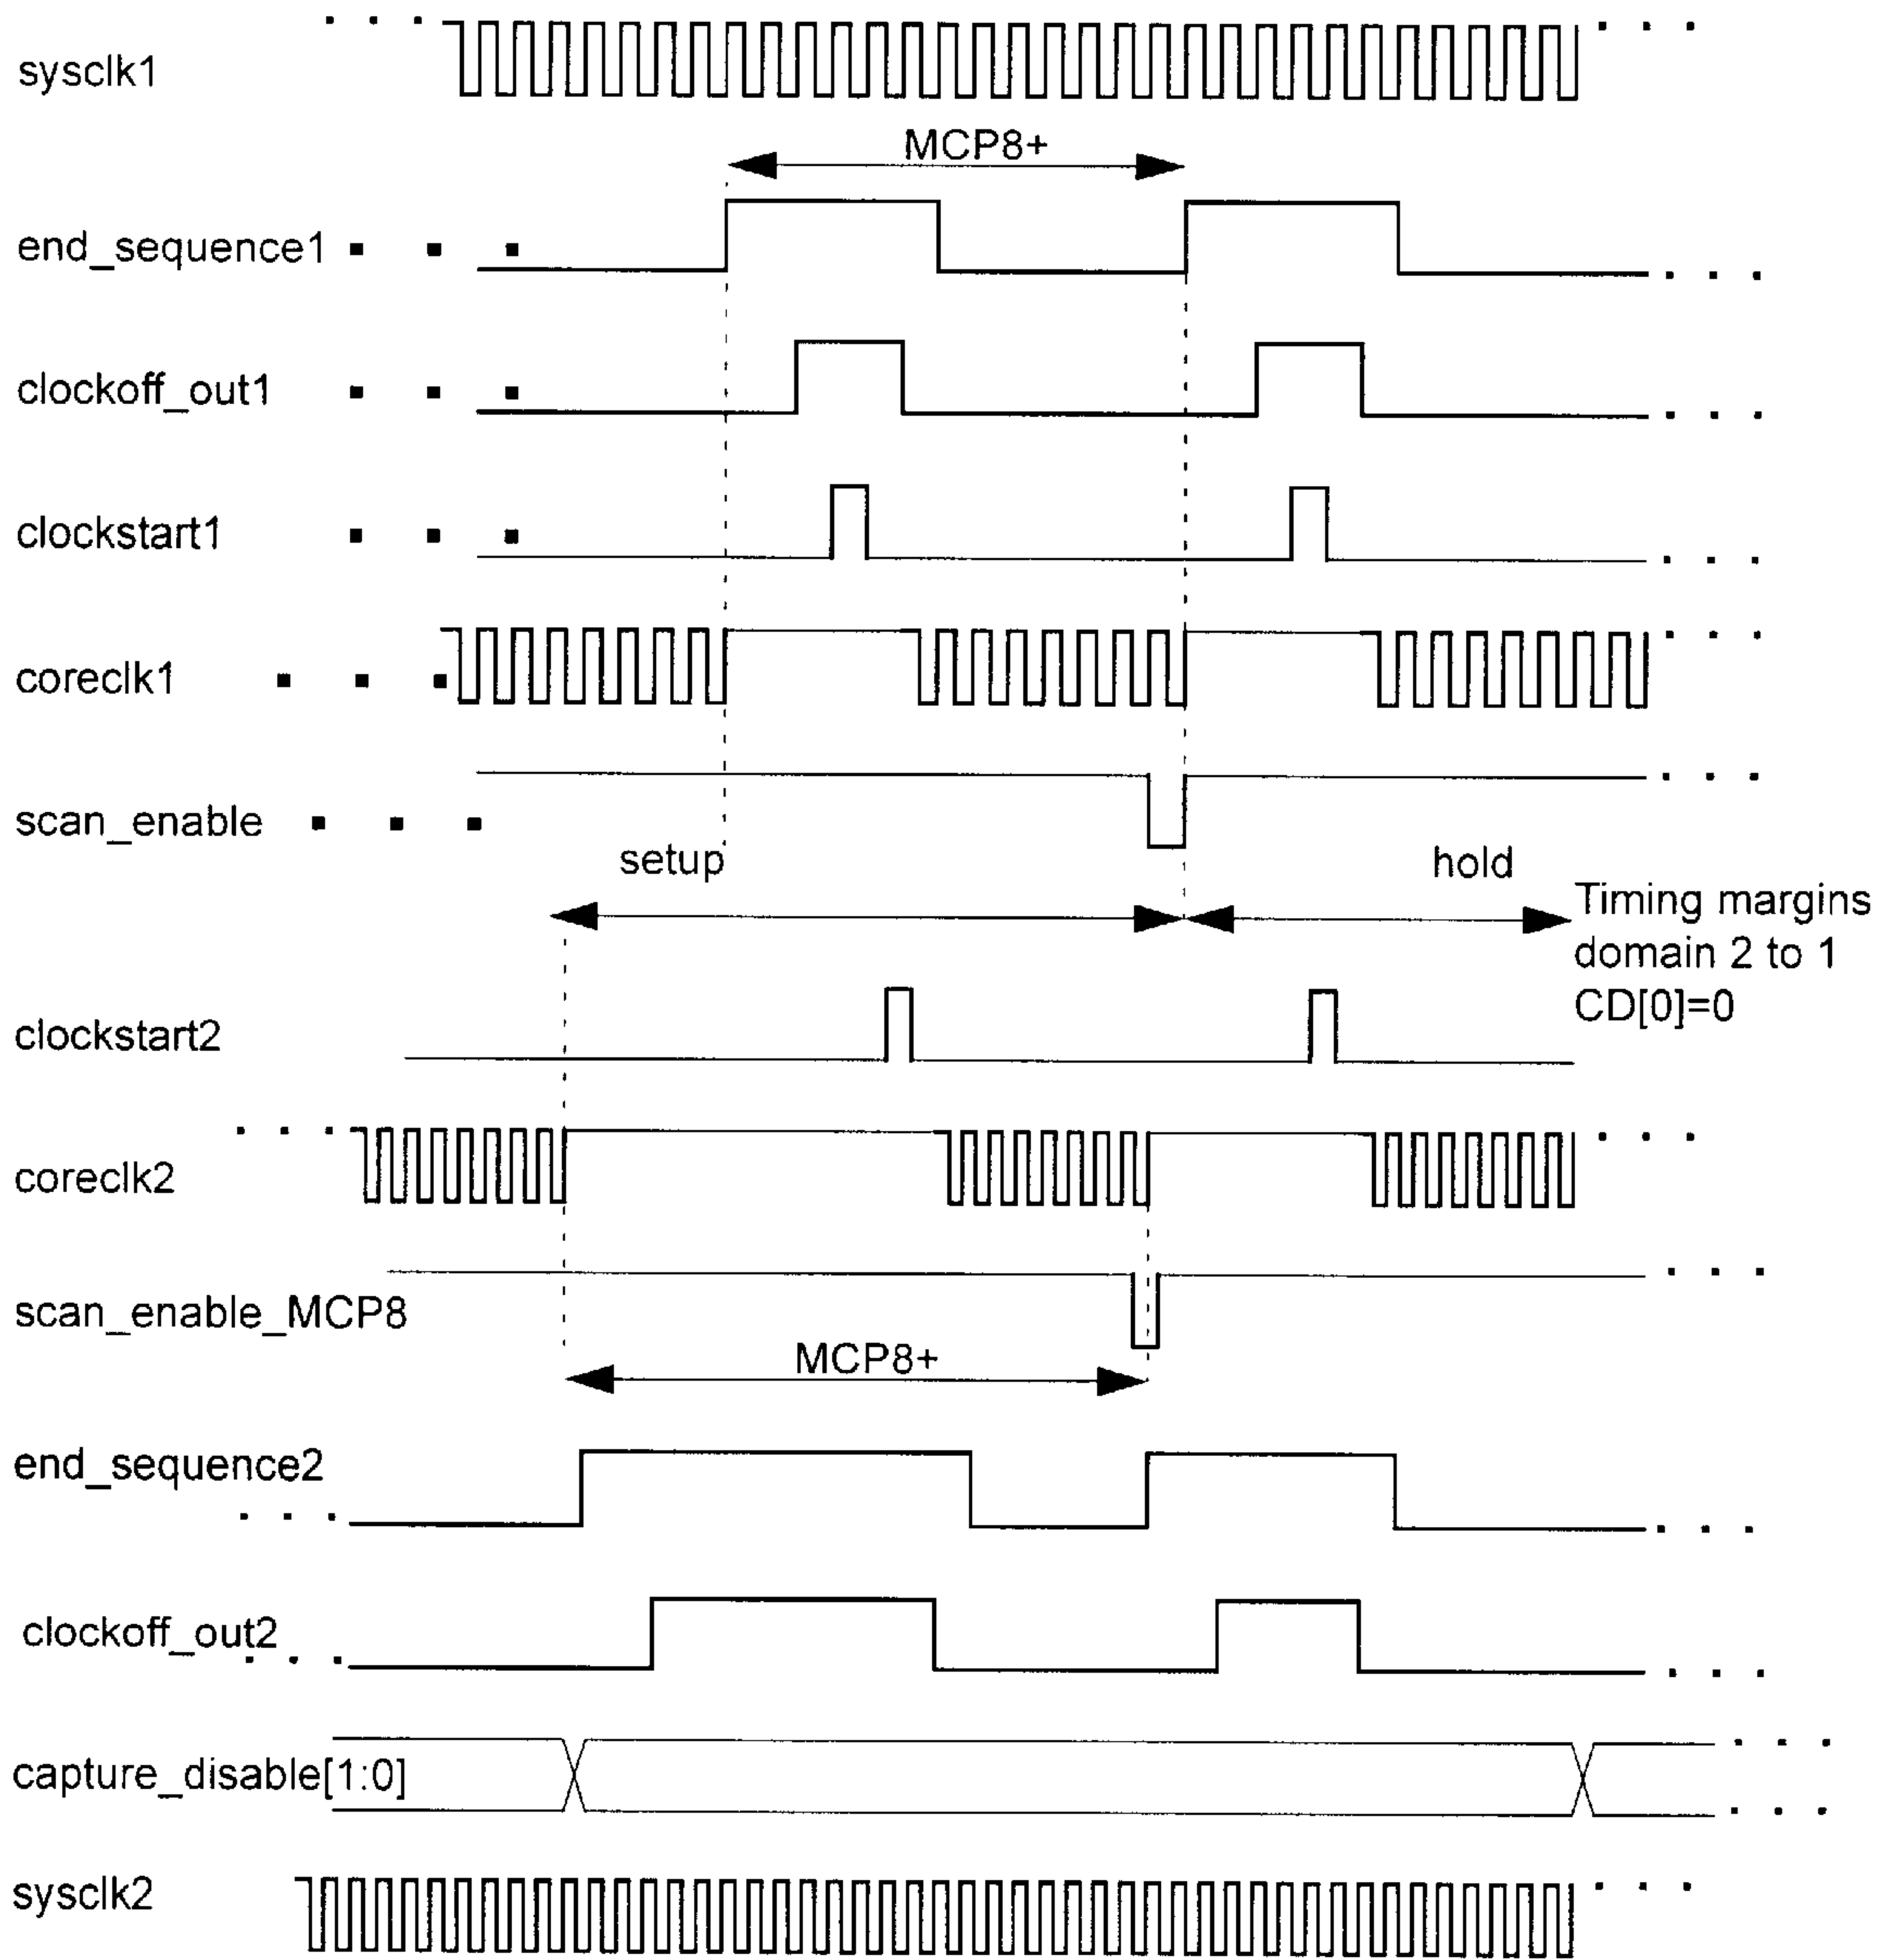 sysclk1
MCP8+
end_sequence1
clockoff_out1
clockstart1
coreclk1
scan_enable
setup
hold
Timing margins
domain 2 to 1
CD[0]=0
clockstart2
coreclk2
scan_enable_MCP8
MCP8+
end_sequence2
clockoff_out2
capture_disable[1:0]
sysclk2